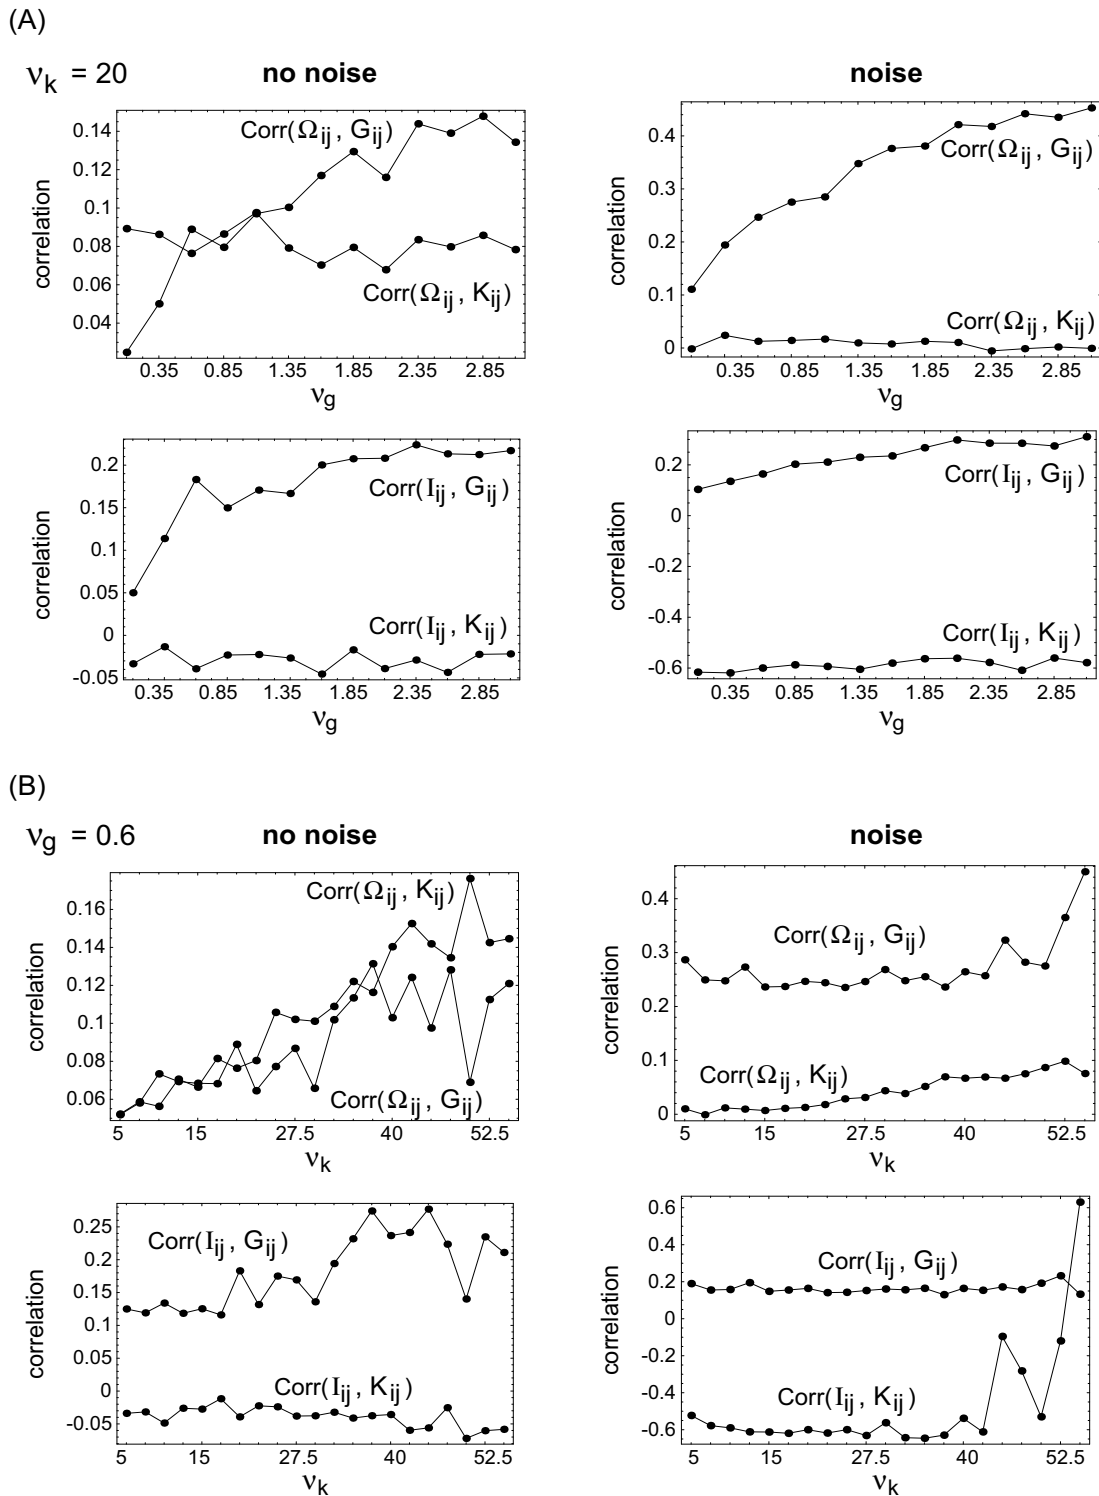 (A)
νk = 20 no noise noise
0.14
0.12
0.1
0.08
0.06
0.04
correlation
Corr(Ωij , Gij)
Corr(Ωij , Kij)
0.35 0.85 1.35 1.85 2.35 2.85
νg
0.4
0.3
0.2
0.1
0
correlation
Corr(Ωij , Gij)
Corr(Ωij , Kij)
0.35 0.85 1.35 1.85 2.35 2.85
νg
0.2
0.15
0.1
0.05
0
-0.05
correlation
Corr(Iij , Gij)
Corr(Iij , Kij)
0.35 0.85 1.35 1.85 2.35 2.85
νg
0.2
0
-0.2
-0.4
-0.6
correlation
Corr(Iij , Gij)
Corr(Iij , Kij)
0.35 0.85 1.35 1.85 2.35 2.85
νg
(B)
νg = 0.6 no noise noise
0.16
0.14
0.12
0.1
0.08
0.06
correlation
Corr(Ωij , Kij)
Corr(Ωij , Gij)
5 15 27.5 40 52.5
νk
0.4
0.3
0.2
0.1
0
correlation
Corr(Ωij , Gij)
Corr(Ωij , Kij)
5 15 27.5 40 52.5
νk
0.25
0.2
0.15
0.1
0.05
0
-0.05
correlation
Corr(Iij , Gij)
Corr(Iij , Kij)
5 15 27.5 40 52.5
νk
0.6
0.4
0.2
0
-0.2
-0.4
-0.6
correlation
Corr(Iij , Gij)
Corr(Iij , Kij)
5 15 27.5 40 52.5
νk